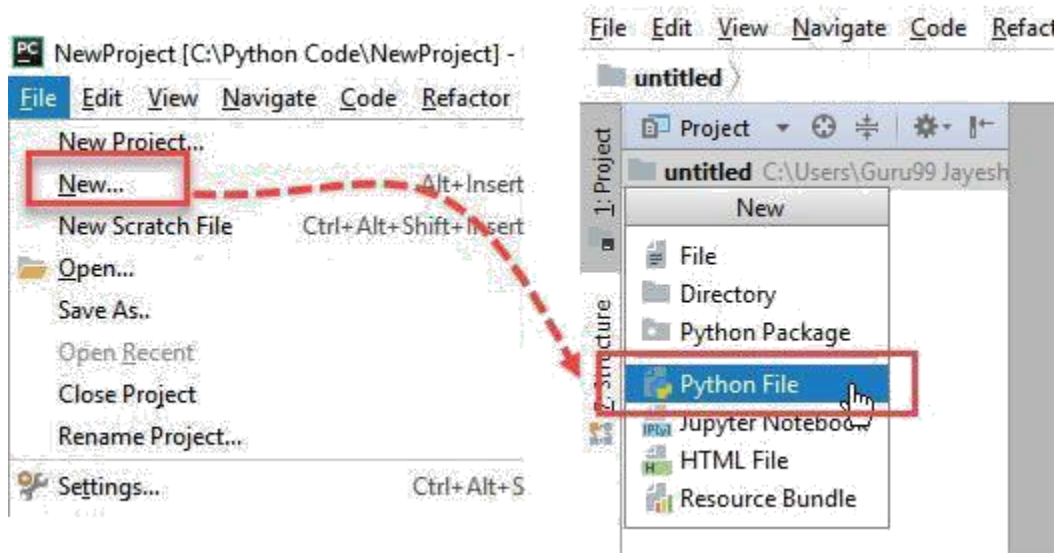 PC NewProject [C:\Python Code\NewProject] -
File Edit View Navigate Code Refactor
New Project...
New... Alt+Insert
New Scratch File Ctrl+Alt+Shift+Insert
Open...
Save As..
Open Recent
Close Project
Rename Project...
Settings... Ctrl+Alt+S
File Edit View Navigate Code Refact
untitled
Project
untitled C:\Users\Guru99 Jayesh
1: Project
New
File
Directory
Python Package
Python File
Jupyter Notebook
HTML File
Resource Bundle
Structure